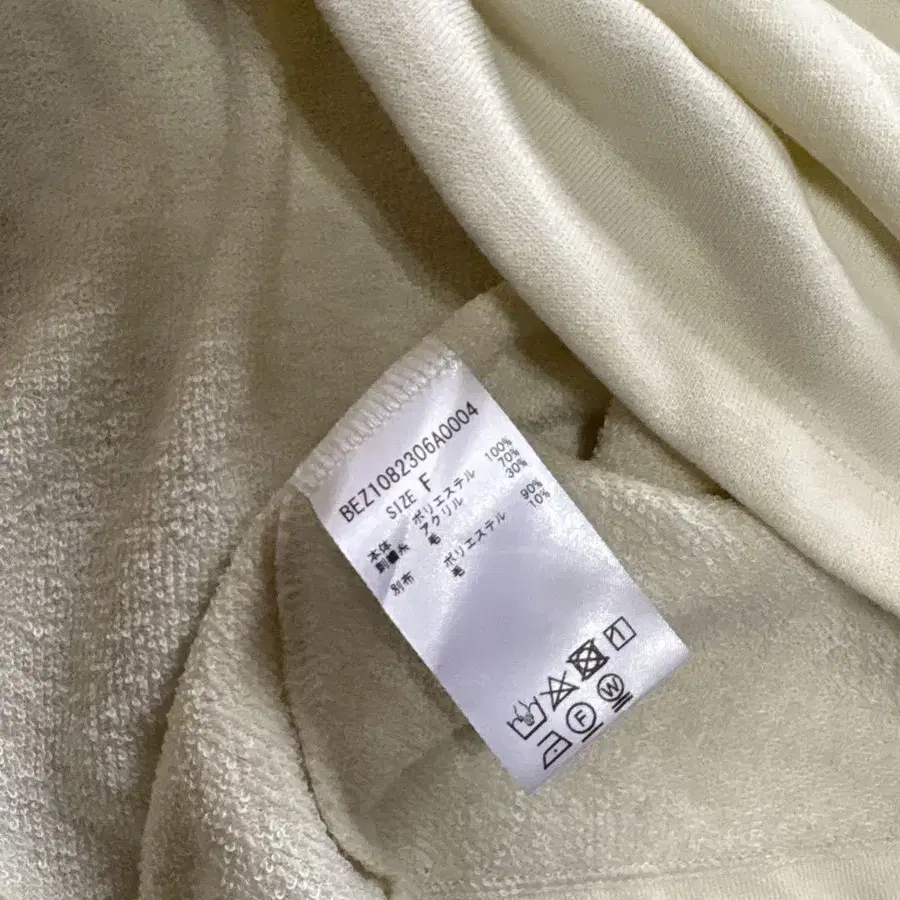 BEZ1082306A0004
SIZE F
本体 ポリエステル 100%
刺繍糸 アクリル 70%
毛 30%
別布 ポリエステル 90%
毛 10%
F W